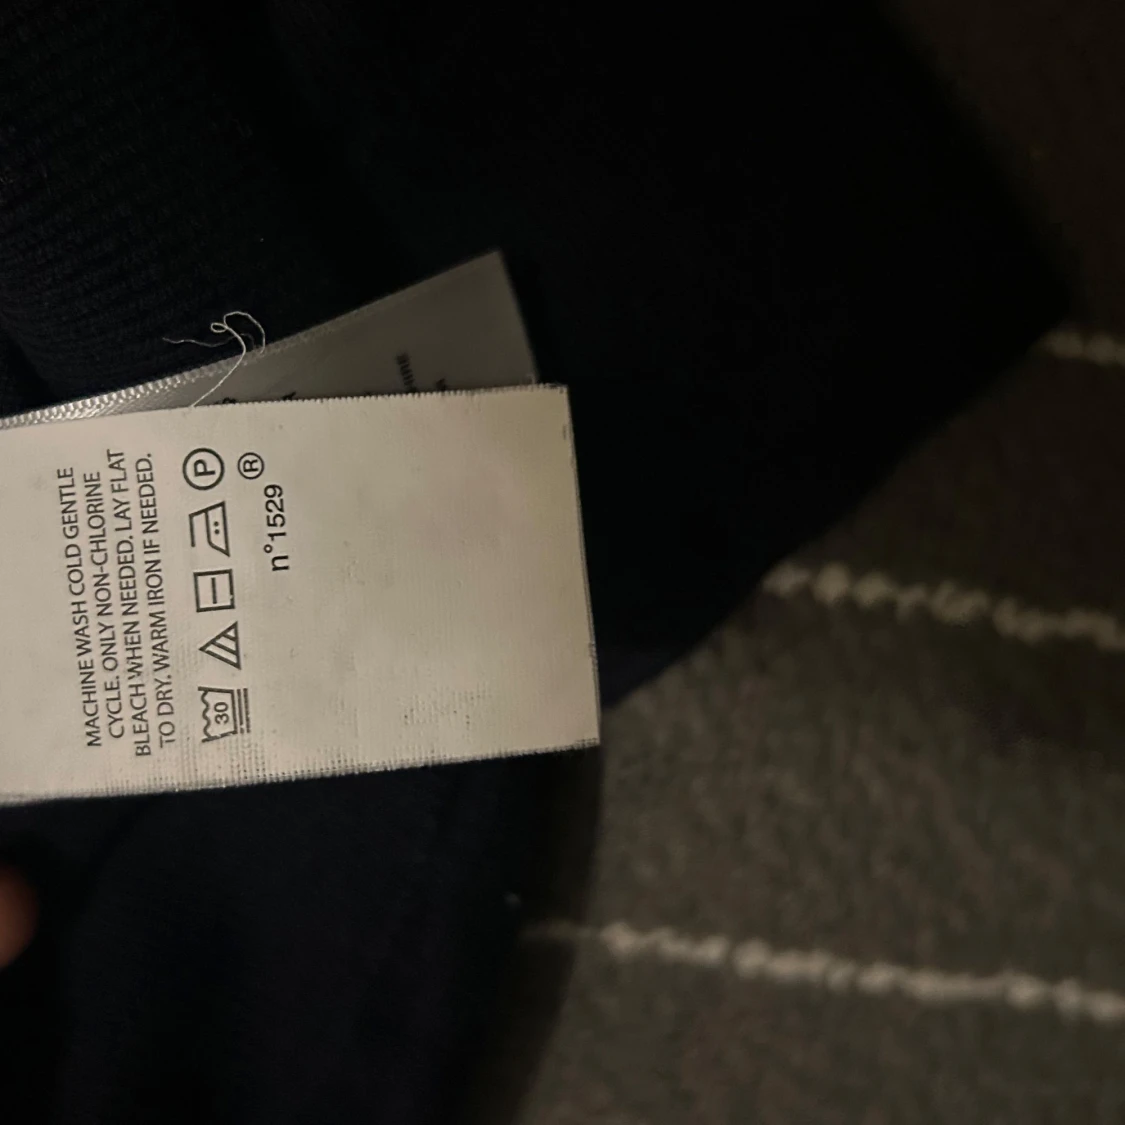 MACHINE WASH COLD GENTLE
CYCLE. ONLY NON-CHLORINE
BLEACH WHEN NEEDED. LAY FLAT
TO DRY. WARM IRON IF NEEDED.
30 P
®
n°1529